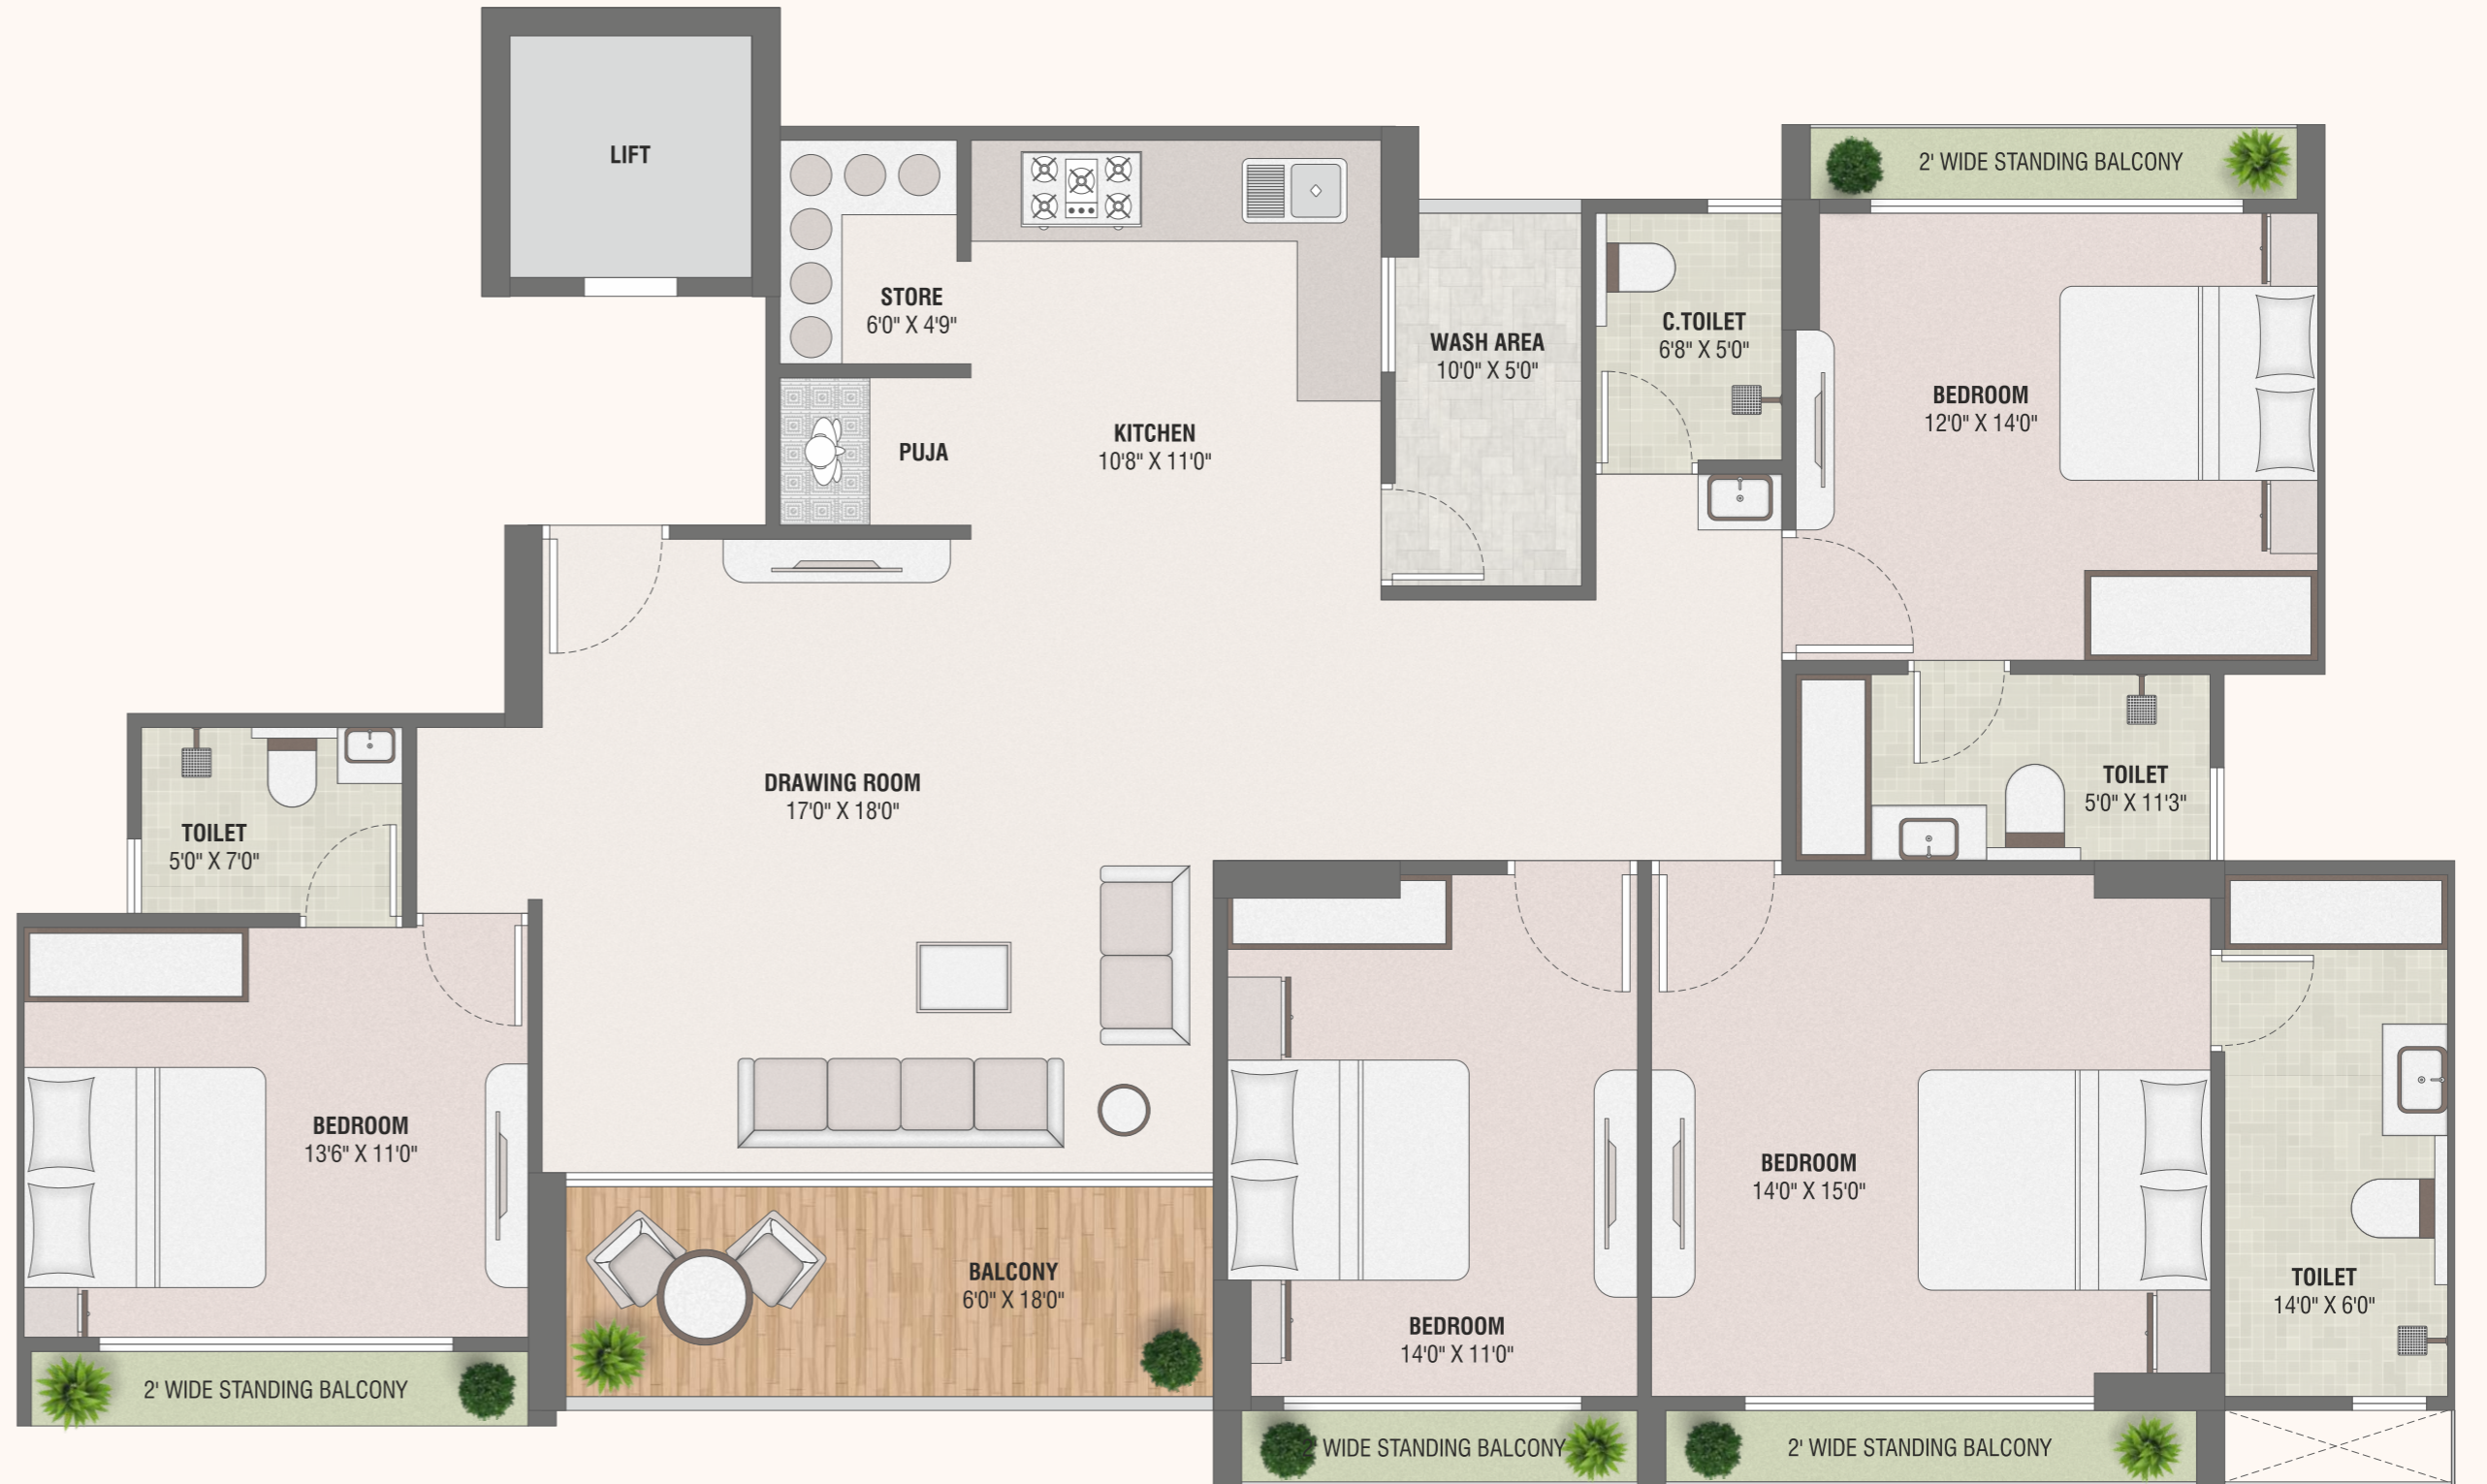 LIFT
2' WIDE STANDING BALCONY
STORE
6'0" X 4'9"
C.TOILET
6'8" X 5'0"
WASH AREA
10'0" X 5'0"
BEDROOM
12'0" X 14'0"
KITCHEN
10'8" X 11'0"
PUJA
DRAWING ROOM
17'0" X 18'0"
TOILET
5'0" X 11'3"
TOILET
5'0" X 7'0"
BEDROOM
13'6" X 11'0"
BEDROOM
14'0" X 15'0"
BALCONY
6'0" X 18'0"
TOILET
14'0" X 6'0"
BEDROOM
14'0" X 11'0"
2' WIDE STANDING BALCONY
WIDE STANDING BALCONY
2' WIDE STANDING BALCONY